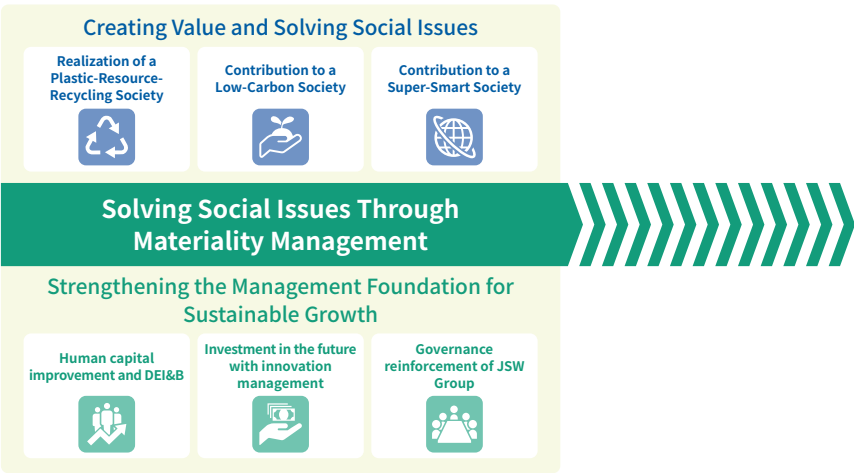 Creating Value and Solving Social Issues
Realization of a
Plastic-Resource-
Recycling Society
Contribution to a
Low-Carbon Society
Contribution to a
Super-Smart Society
Solving Social Issues Through
Materiality Management
Strengthening the Management Foundation for
Sustainable Growth
Human capital
improvement and DEI&B
Investment in the future
with innovation
management
Governance
reinforcement of JSW
Group